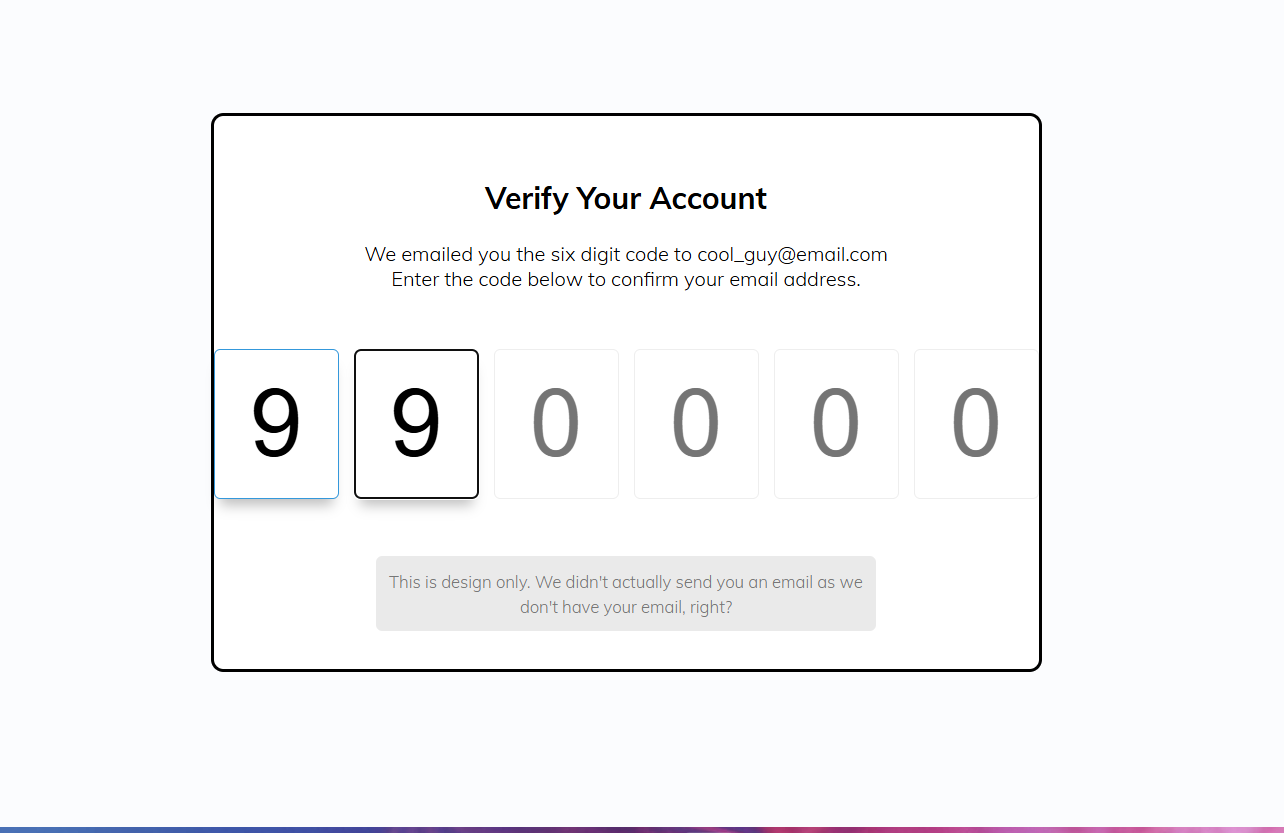 Verify Your Account
We emailed you the six digit code to cool_guy@email.com
Enter the code below to confirm your email address.
9 9 0 0 0 0
This is design only. We didn't actually send you an email as we
don't have your email, right?